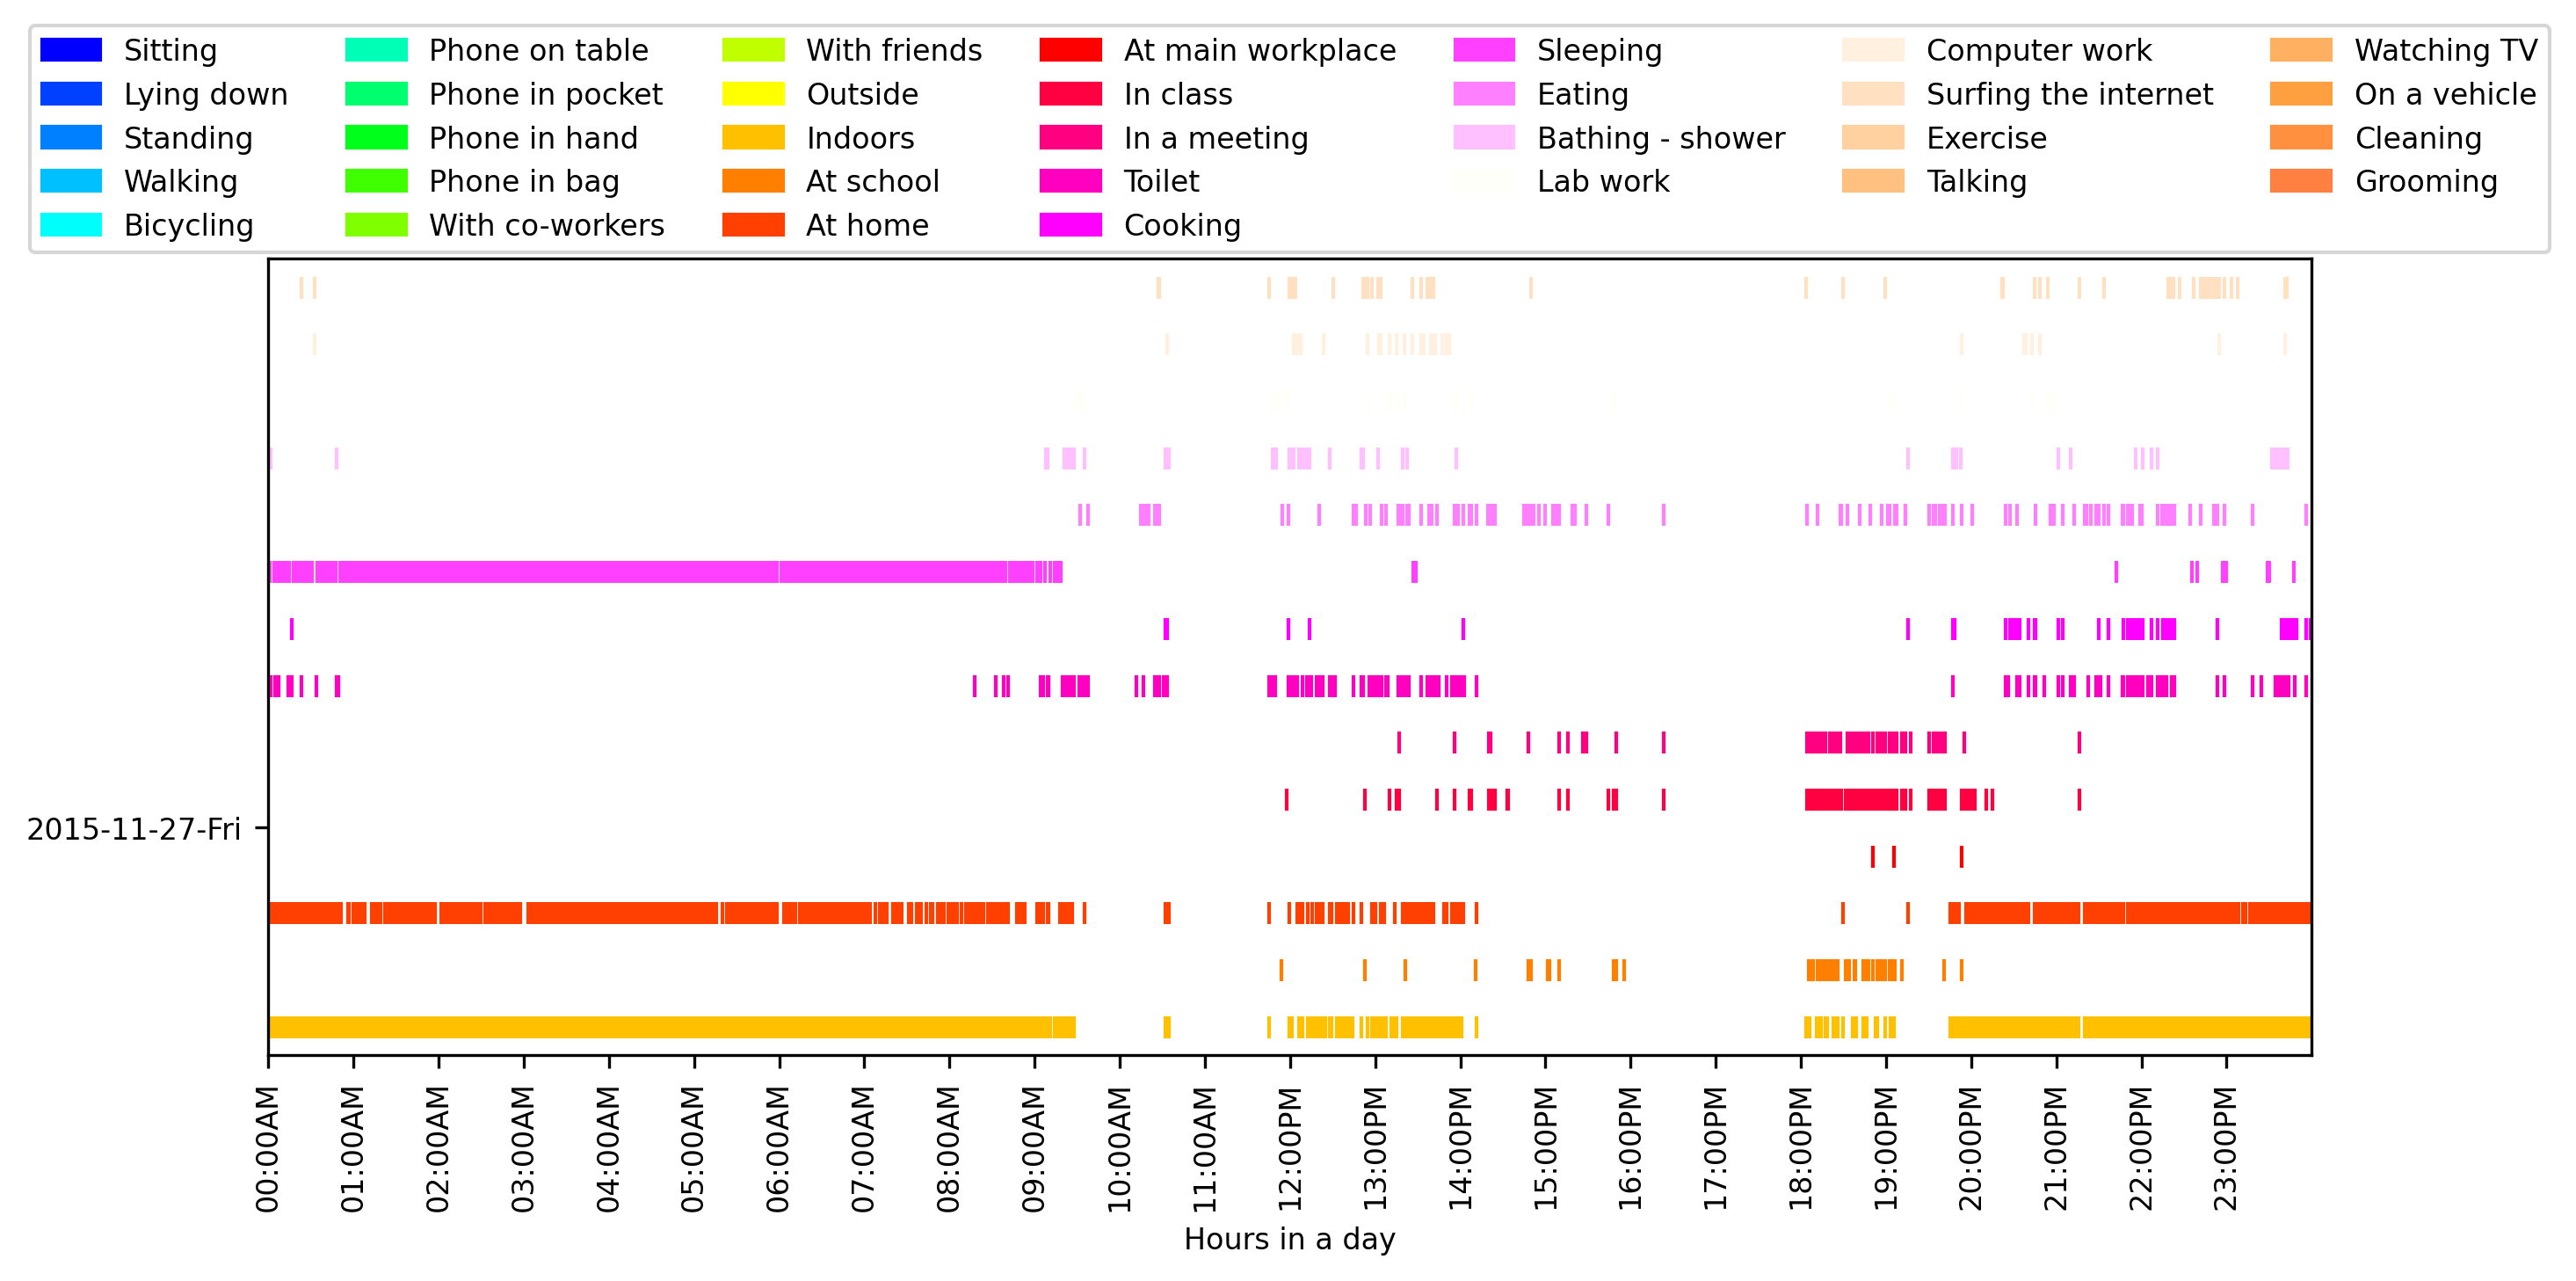 Sitting Phone on table With friends At main workplace Sleeping Computer work Watching TV
Lying down Phone in pocket Outside In class Eating Surfing the internet On a vehicle
Standing Phone in hand Indoors In a meeting Bathing - shower Exercise Cleaning
Walking Phone in bag At school Toilet Lab work Talking Grooming
Bicycling With co-workers At home Cooking
2015-11-27-Fri
00:00AM
01:00AM
02:00AM
03:00AM
04:00AM
05:00AM
06:00AM
07:00AM
08:00AM
09:00AM
10:00AM
11:00AM
12:00PM
13:00PM
14:00PM
15:00PM
16:00PM
17:00PM
18:00PM
19:00PM
20:00PM
21:00PM
22:00PM
23:00PM
Hours in a day